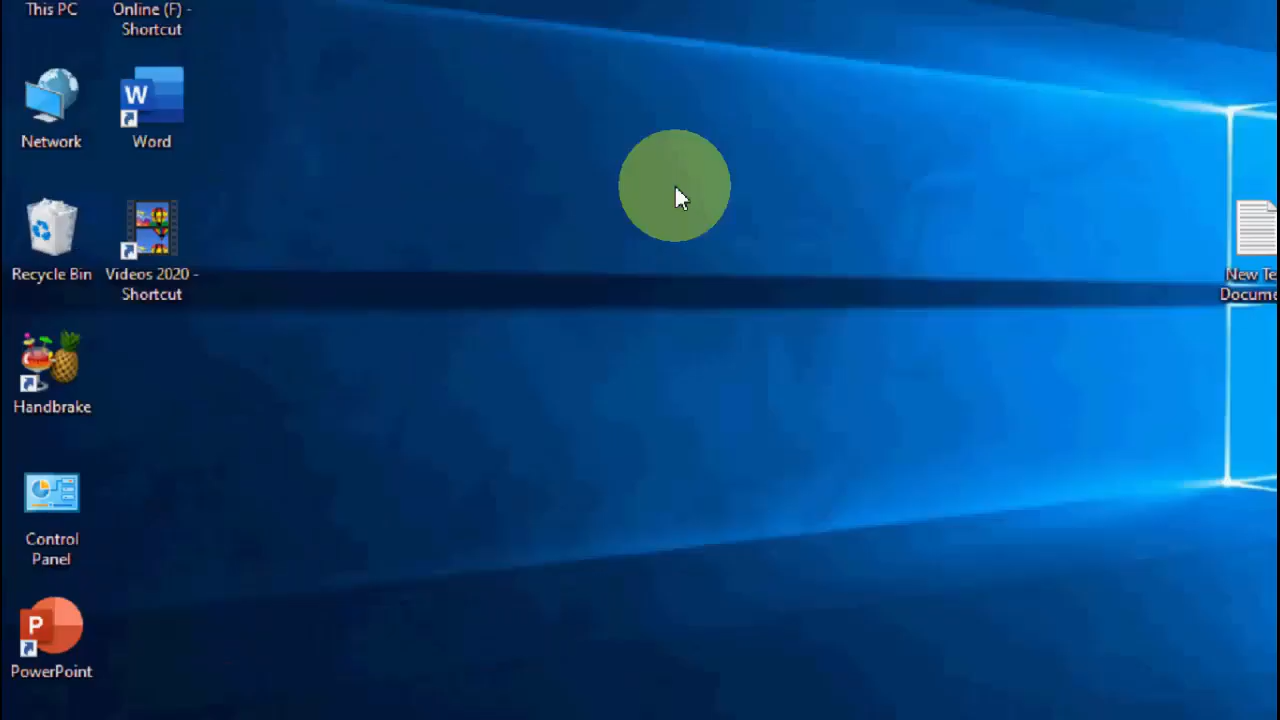 This PC
Online (F) -
Shortcut
Network
W
Word
Recycle Bin
Videos 2020 -
Shortcut
New Te
Docume
Handbrake
Control
Panel
P
PowerPoint